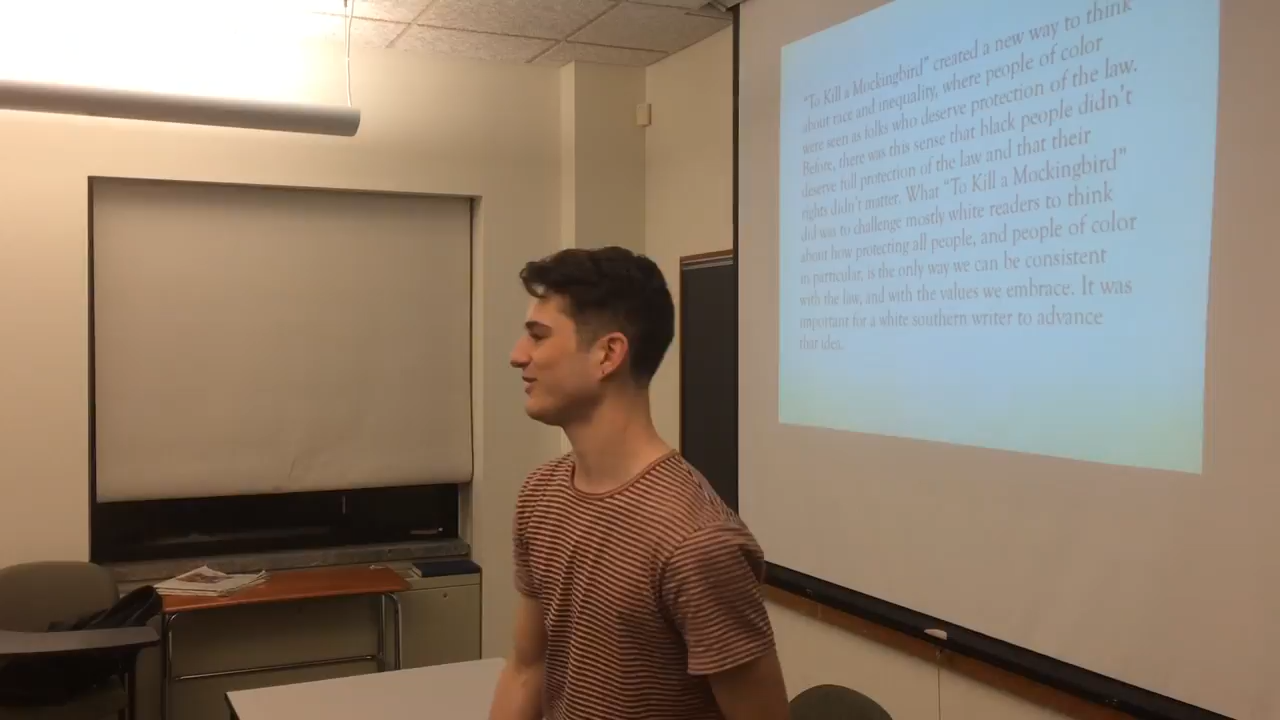 "To Kill a Mockingbird" created a new way to think
about race and inequality, where people of color
were seen as folks who deserve protection of the law.
Before, there was this sense that black people didn't
deserve full protection of the law and that their
rights didn't matter. What "To Kill a Mockingbird"
did was to challenge mostly white readers to think
about how protecting all people, and people of color
in particular, is the only way we can be consistent
with the law, and with the values we embrace. It was
important for a white southern writer to advance
that idea.